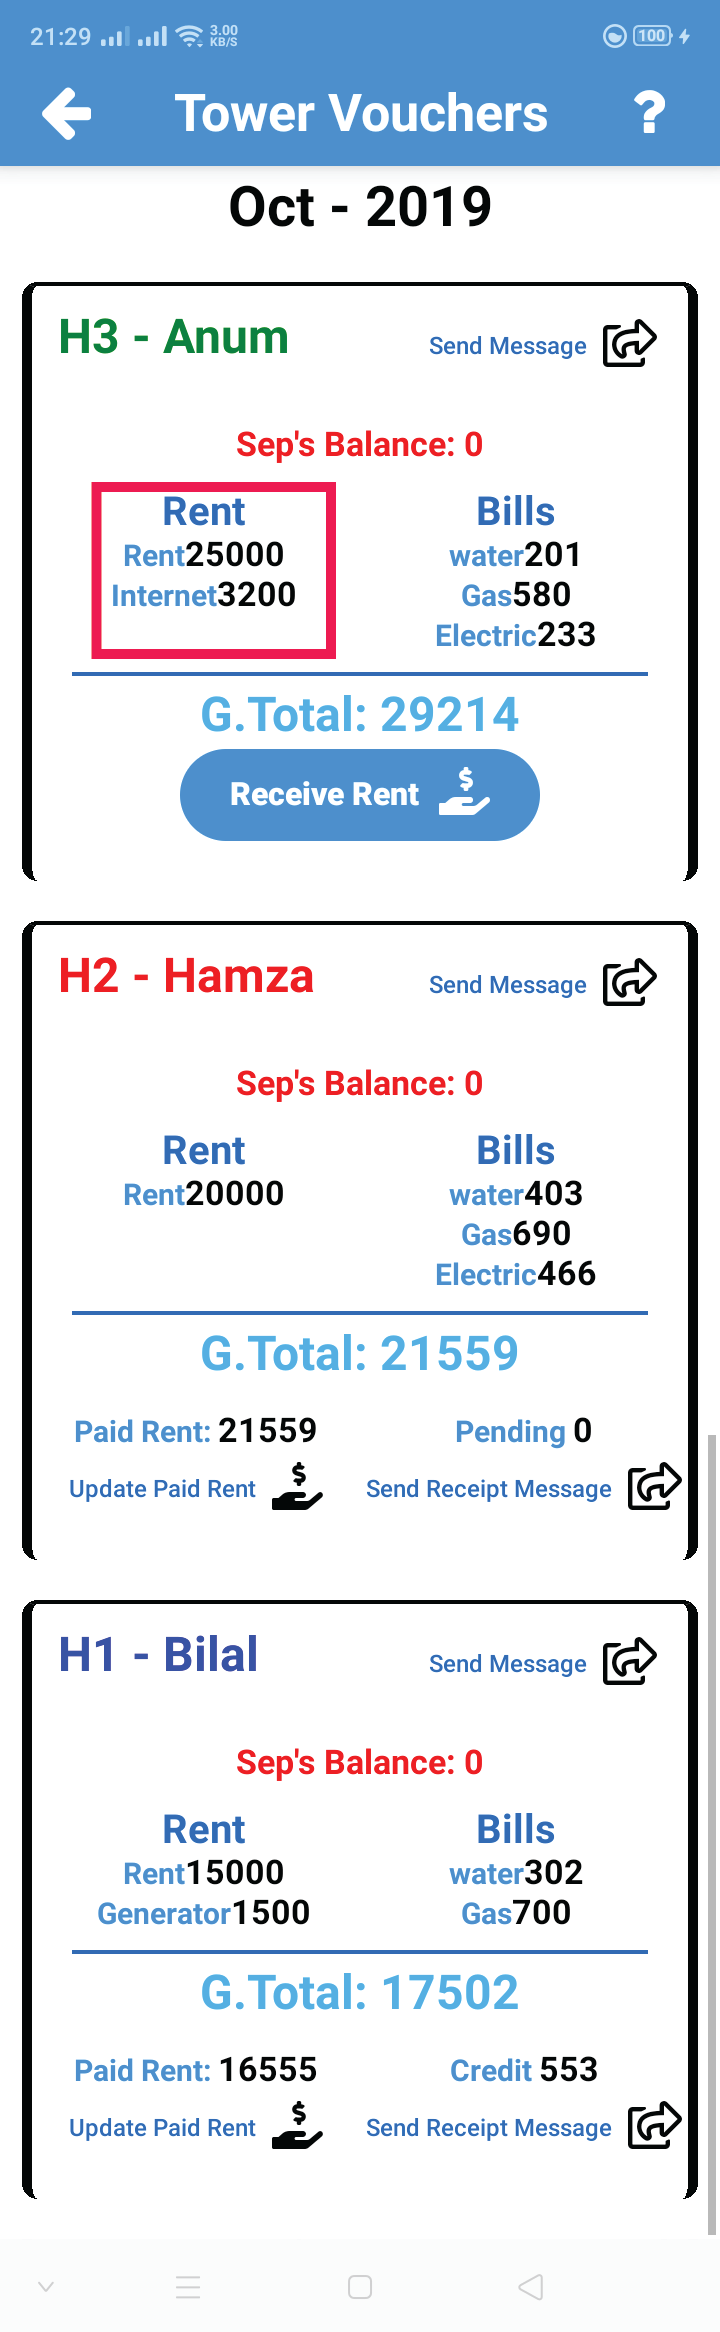 21:29 3.00 KB/S 100
Tower Vouchers ?
Oct - 2019
H3 - Anum Send Message
Sep's Balance: 0
Rent Bills
Rent25000 water201
Internet3200 Gas580
Electric233
G.Total: 29214
Receive Rent $
H2 - Hamza Send Message
Sep's Balance: 0
Rent Bills
Rent20000 water403
Gas690
Electric466
G.Total: 21559
Paid Rent: 21559 Pending 0
Update Paid Rent $ Send Receipt Message
H1 - Bilal Send Message
Sep's Balance: 0
Rent Bills
Rent15000 water302
Generator1500 Gas700
G.Total: 17502
Paid Rent: 16555 Credit 553
Update Paid Rent $ Send Receipt Message